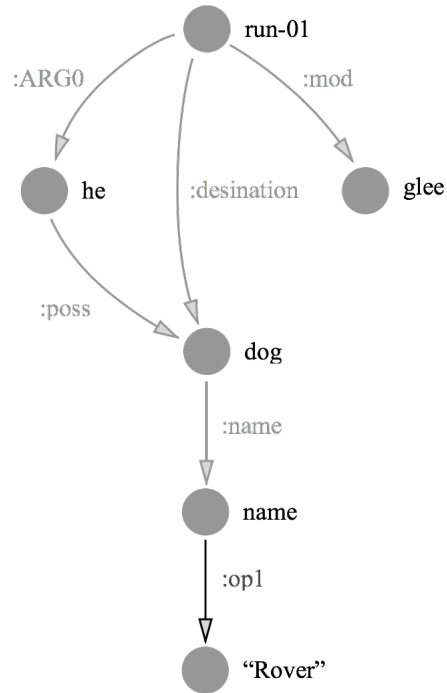 run-01
:ARG0
:mod
he
:desination
glee
:poss
dog
:name
name
:op1
“Rover”